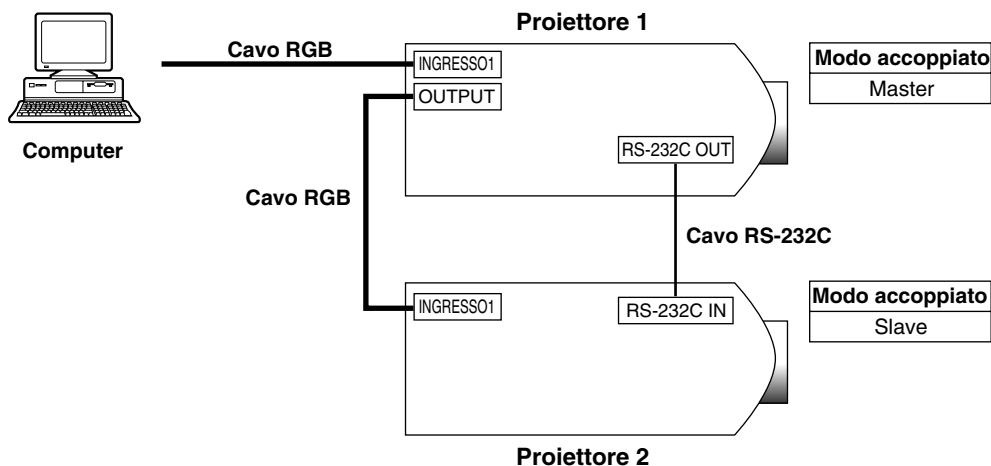 Proiettore 1
Cavo RGB
INGRESSO1
OUTPUT
Modo accoppiato
Master
Computer
RS-232C OUT
Cavo RGB
Cavo RS-232C
INGRESSO1
RS-232C IN
Modo accoppiato
Slave
Proiettore 2